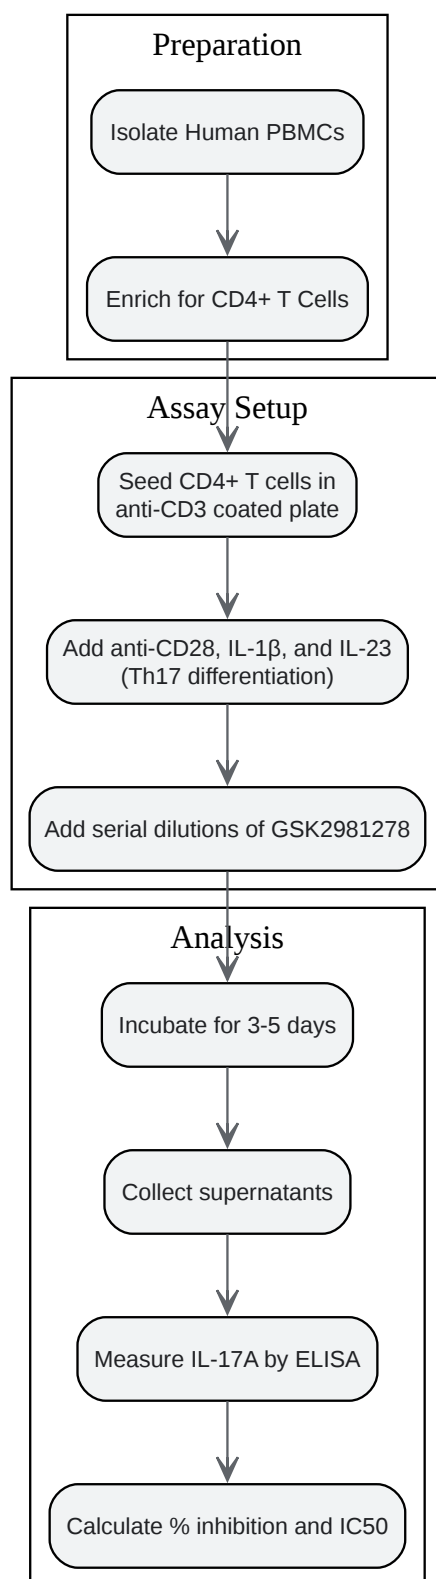 Preparation
Isolate Human PBMCs
Enrich for CD4+ T Cells
Assay Setup
Seed CD4+ T cells in
anti-CD3 coated plate
Add anti-CD28, IL-1β, and IL-23
(Th17 differentiation)
Add serial dilutions of GSK2981278
Analysis
Incubate for 3-5 days
Collect supernatants
Measure IL-17A by ELISA
Calculate % inhibition and IC50